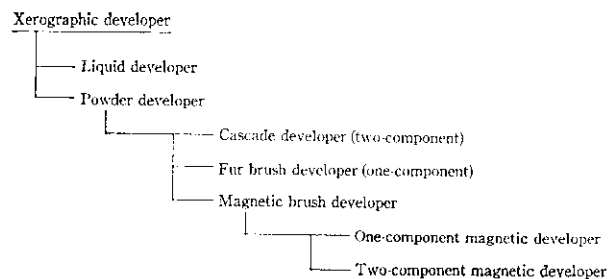 Xerographic developer
Liquid developer
Powder developer
Cascade developer (two-component)
Fur brush developer (one-component)
Magnetic brush developer
One-component magnetic developer
Two-component magnetic developer